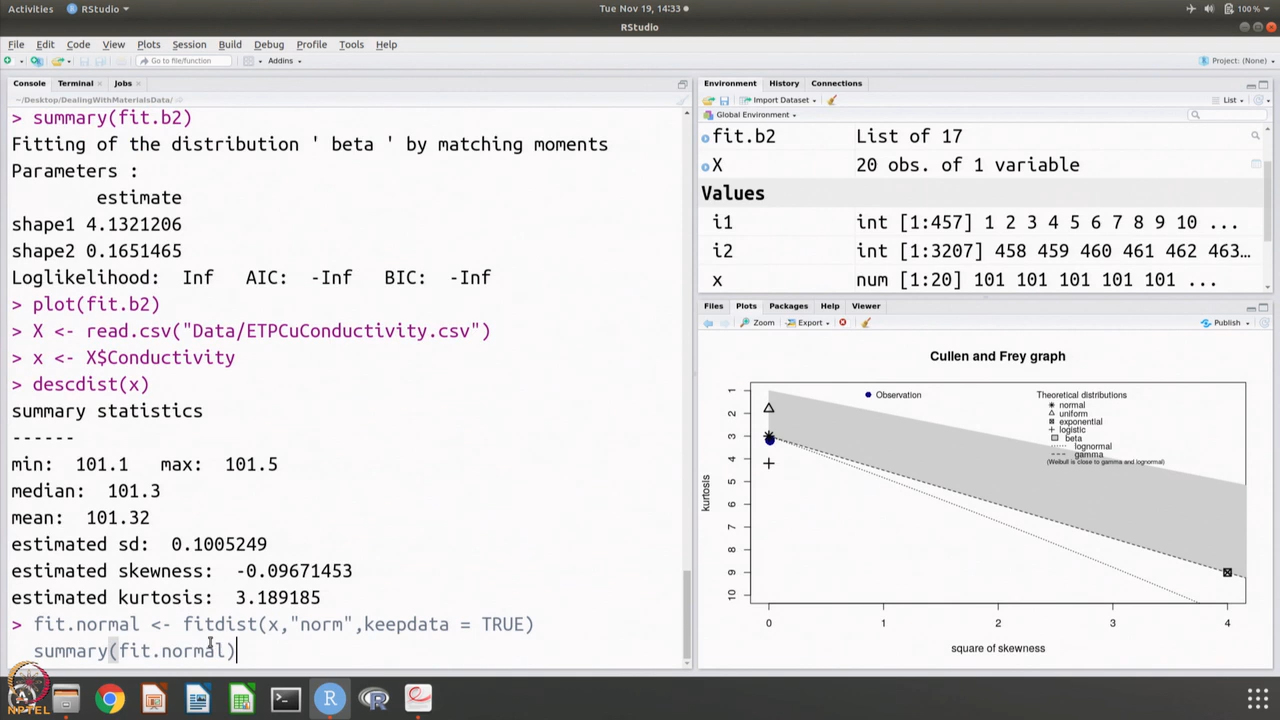 Activities RStudio Tue Nov 19, 14:33 100 %
RStudio
File Edit Code View Plots Session Build Debug Profile Tools Help
Go to file/function Addins Project: (None)
Console Terminal Jobs
~/Desktop/DealingWithMaterialsData/
> summary(fit.b2)
Fitting of the distribution ' beta ' by matching moments
Parameters :
estimate
shape1 4.1321206
shape2 0.1651465
Loglikelihood: Inf AIC: -Inf BIC: -Inf
> plot(fit.b2)
> X <- read.csv("Data/ETPCuConductivity.csv")
> x <- X$Conductivity
> descdist(x)
summary statistics
------
min: 101.1 max: 101.5
median: 101.3
mean: 101.32
estimated sd: 0.1005249
estimated skewness: -0.09671453
estimated kurtosis: 3.189185
> fit.normal <- fitdist(x,"norm",keepdata = TRUE)
summary(fit.normal)
Environment History Connections
Import Dataset List
Global Environment
fit.b2 List of 17
X 20 obs. of 1 variable
Values
i1 int [1:457] 1 2 3 4 5 6 7 8 9 10 ...
i2 int [1:3207] 458 459 460 461 462 463…
x num [1:20] 101 101 101 101 101 ...
Files Plots Packages Help Viewer
Zoom Export Publish
Cullen and Frey graph
Observation
Theoretical distributions
normal
uniform
exponential
logistic
beta
lognormal
gamma
(Weibull is close to gamma and lognormal)
kurtosis
1
2
3
4
5
6
7
8
9
10
0 1 2 3 4
square of skewness
NPTEL